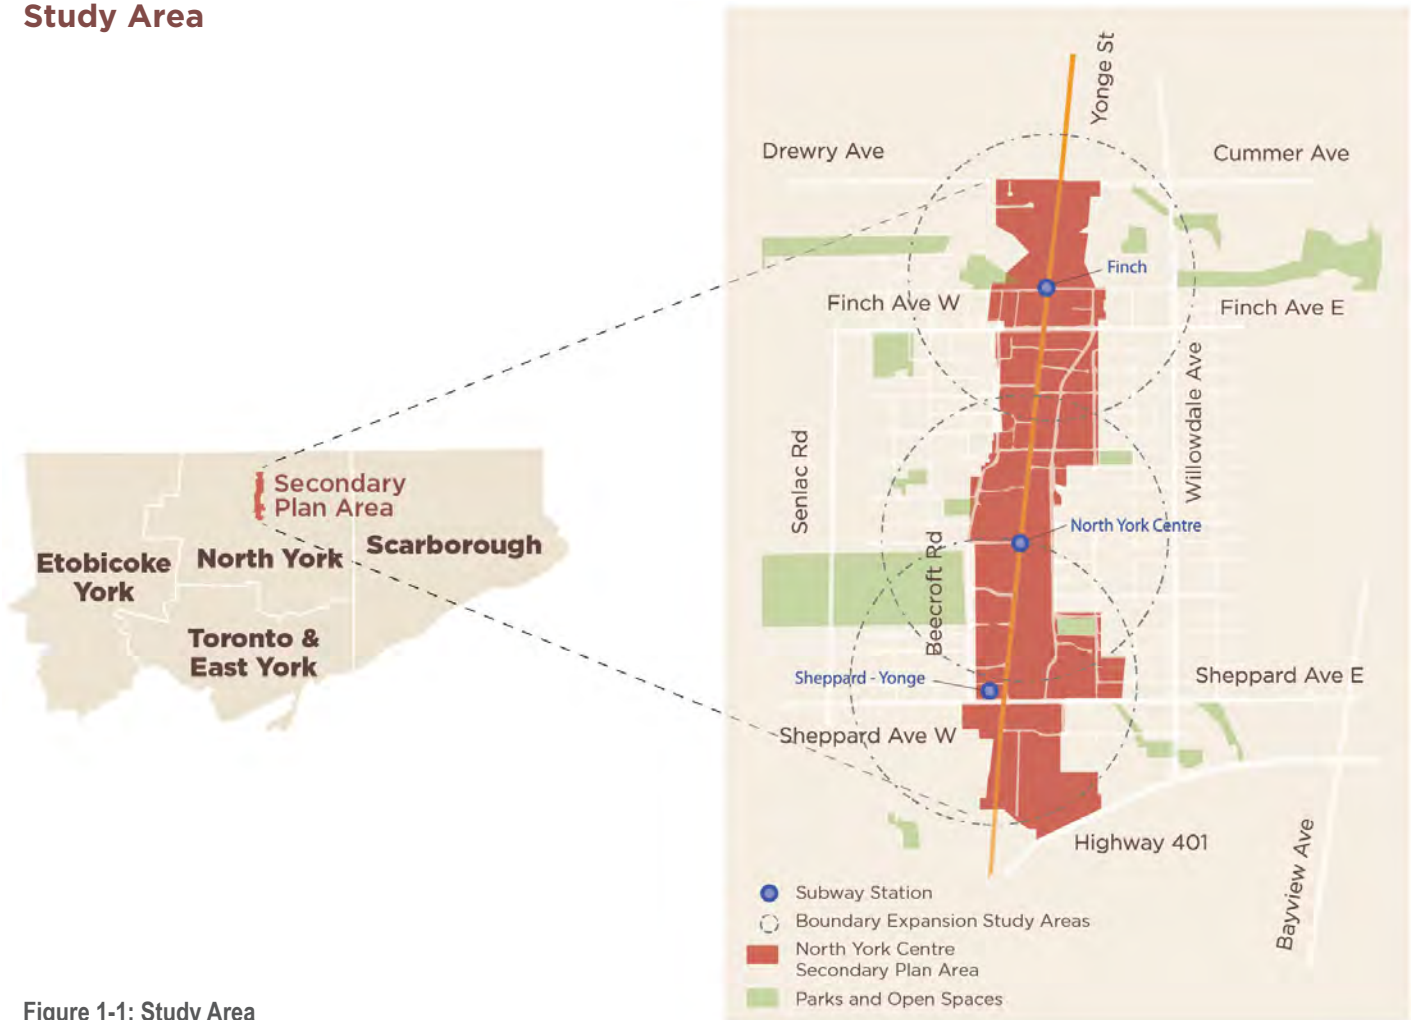 Study Area
Secondary
Plan Area
Etobicoke
York
North York
Scarborough
Toronto &
East York
Yonge St
Drewry Ave
Cummer Ave
Finch
Finch Ave W
Finch Ave E
Willowdale Ave
Senlac Rd
North York Centre
Beecroft Rd
Sheppard - Yonge
Sheppard Ave E
Sheppard Ave W
Highway 401
Bayview Ave
Subway Station
Boundary Expansion Study Areas
North York Centre
Secondary Plan Area
Parks and Open Spaces
Figure 1-1: Study Area